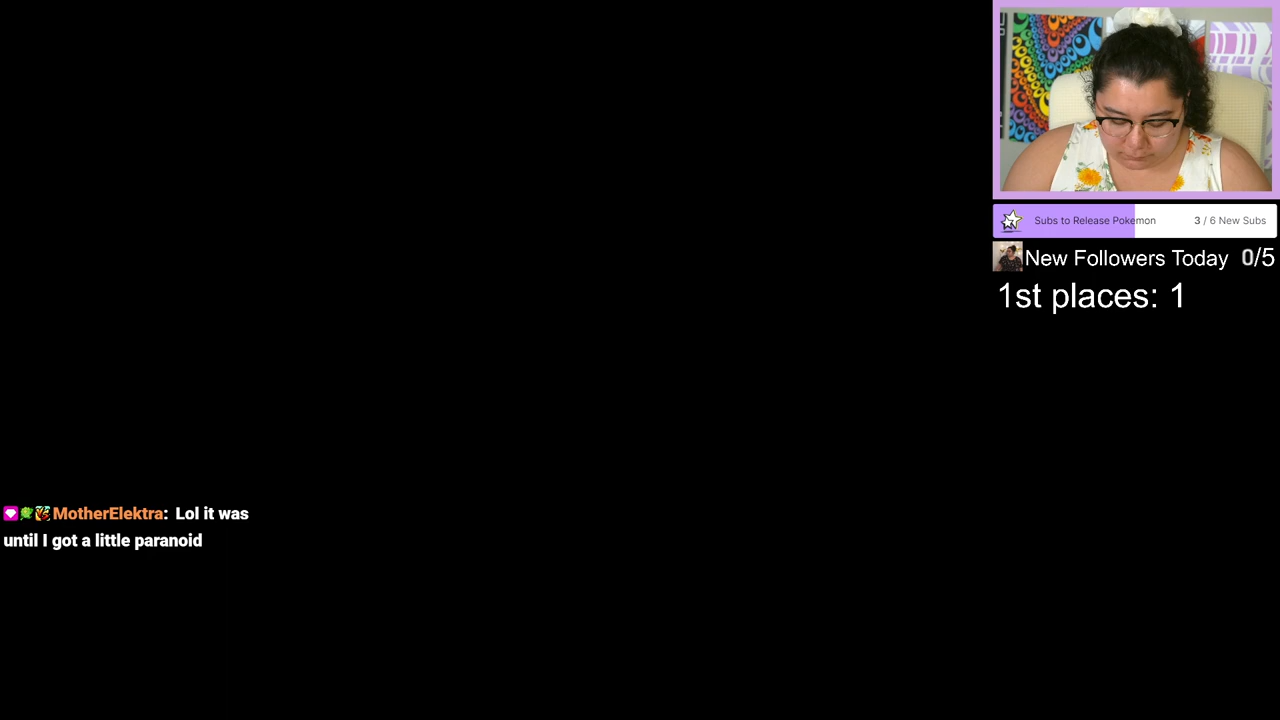 Subs to Release Pokemon 3 / 6 New Subs
New Followers Today 0/5
1st places: 1
MotherElektra: Lol it was
until I got a little paranoid